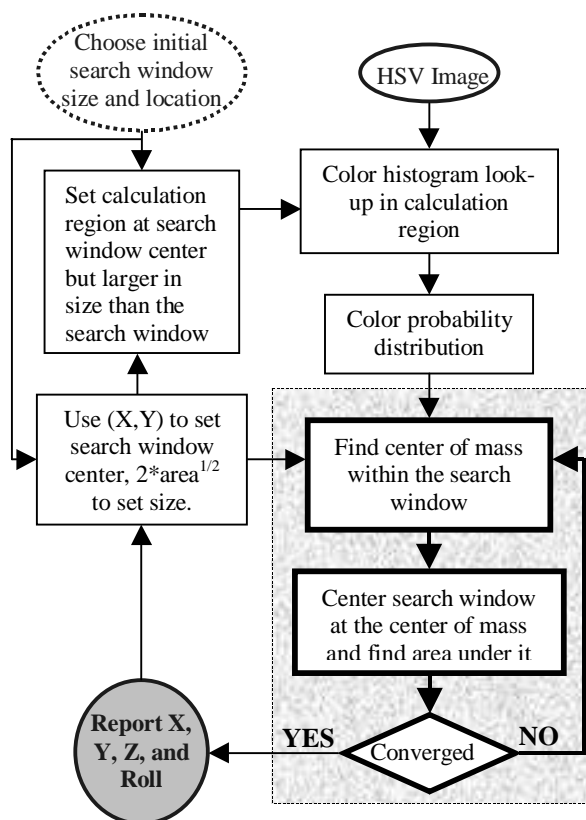 Choose initial
search window
size and location
HSV Image
Set calculation
region at search
window center
but larger in
size than the
search window
Color histogram look-
up in calculation
region
Color probability
distribution
Use (X,Y) to set
search window
center, 2*area^1/2
to set size.
Find center of mass
within the search
window
Center search window
at the center of mass
and find area under it
Converged
YES
NO
Report X,
Y, Z, and
Roll